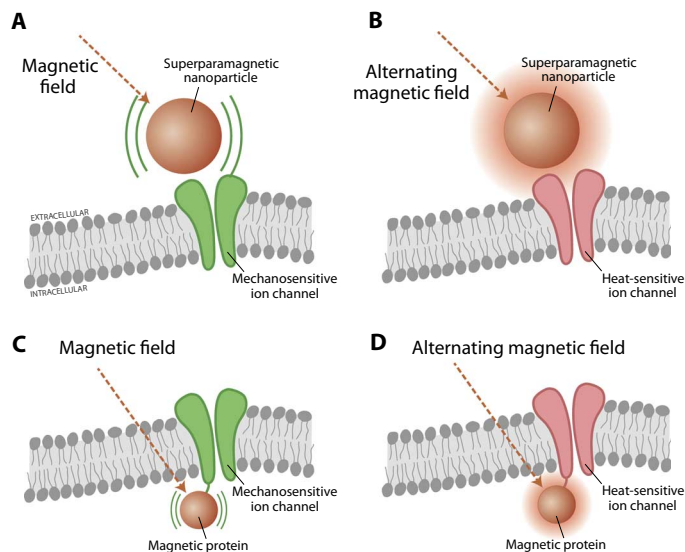 A
Magnetic
field
Superparamagnetic
nanoparticle
EXTRACELLULAR
INTRACELLULAR
Mechanosensitive
ion channel
B
Alternating
magnetic field
Superparamagnetic
nanoparticle
Heat-sensitive
ion channel
C
Magnetic field
Mechanosensitive
ion channel
Magnetic protein
D
Alternating magnetic field
Heat-sensitive
ion channel
Magnetic protein